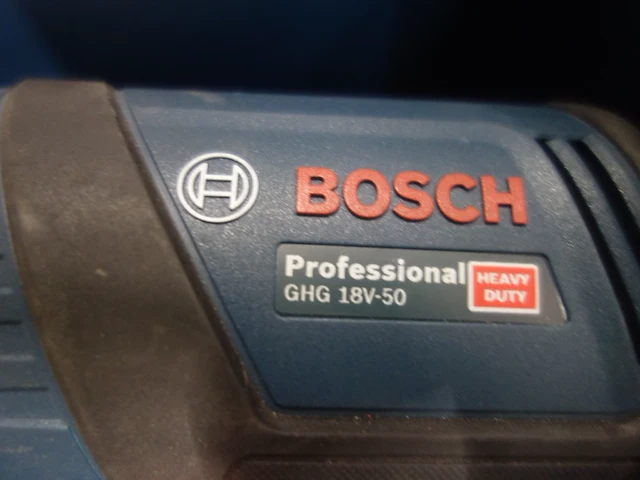 BOSCH
Professional
GHG 18V-50
HEAVY
DUTY